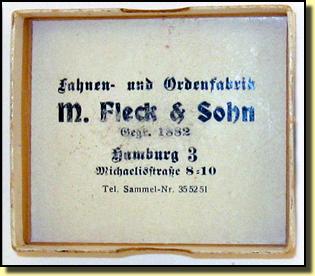 Fahnen- und Ordenfabrik
M. Fleck & Sohn
Gegr. 1882
Hamburg 3
Michaelisstraße 8=10
Tel. Sammel-Nr. 355251